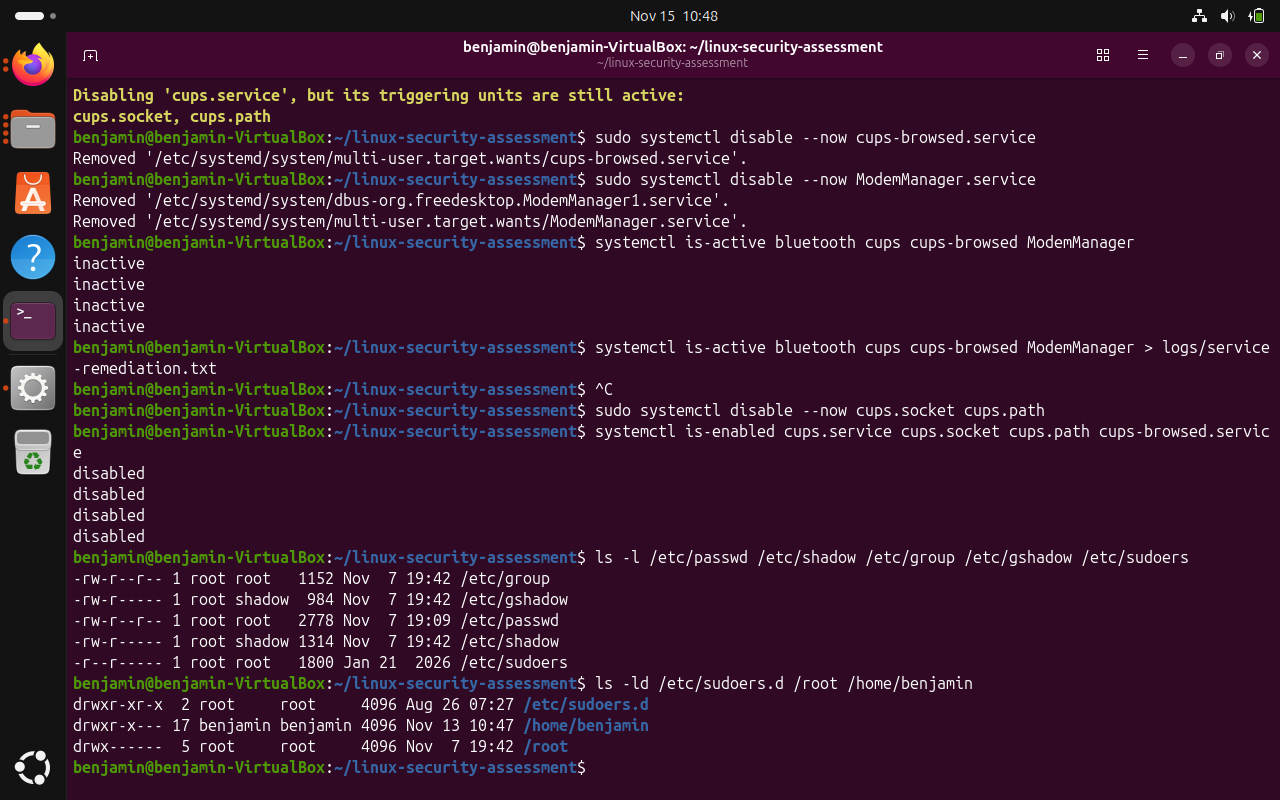 Nov 15  10:48
benjamin@benjamin-VirtualBox: ~/linux-security-assessment
~/linux-security-assessment
Disabling 'cups.service', but its triggering units are still active:
cups.socket, cups.path
benjamin@benjamin-VirtualBox:~/linux-security-assessment$ sudo systemctl disable --now cups-browsed.service
Removed '/etc/systemd/system/multi-user.target.wants/cups-browsed.service'.
benjamin@benjamin-VirtualBox:~/linux-security-assessment$ sudo systemctl disable --now ModemManager.service
Removed '/etc/systemd/system/dbus-org.freedesktop.ModemManager1.service'.
Removed '/etc/systemd/system/multi-user.target.wants/ModemManager.service'.
benjamin@benjamin-VirtualBox:~/linux-security-assessment$ systemctl is-active bluetooth cups cups-browsed ModemManager
inactive
inactive
inactive
inactive
benjamin@benjamin-VirtualBox:~/linux-security-assessment$ systemctl is-active bluetooth cups cups-browsed ModemManager > logs/service
-remediation.txt
benjamin@benjamin-VirtualBox:~/linux-security-assessment$ ^C
benjamin@benjamin-VirtualBox:~/linux-security-assessment$ sudo systemctl disable --now cups.socket cups.path
benjamin@benjamin-VirtualBox:~/linux-security-assessment$ systemctl is-enabled cups.service cups.socket cups.path cups-browsed.servic
e
disabled
disabled
disabled
disabled
benjamin@benjamin-VirtualBox:~/linux-security-assessment$ ls -l /etc/passwd /etc/shadow /etc/group /etc/gshadow /etc/sudoers
-rw-r--r-- 1 root root   1152 Nov  7 19:42 /etc/group
-rw-r----- 1 root shadow  984 Nov  7 19:42 /etc/gshadow
-rw-r--r-- 1 root root   2778 Nov  7 19:09 /etc/passwd
-rw-r----- 1 root shadow 1314 Nov  7 19:42 /etc/shadow
-r--r----- 1 root root   1800 Jan 21  2026 /etc/sudoers
benjamin@benjamin-VirtualBox:~/linux-security-assessment$ ls -ld /etc/sudoers.d /root /home/benjamin
drwxr-xr-x  2 root     root     4096 Aug 26 07:27 /etc/sudoers.d
drwxr-x--- 17 benjamin benjamin 4096 Nov 13 10:47 /home/benjamin
drwx------  5 root     root     4096 Nov  7 19:42 /root
benjamin@benjamin-VirtualBox:~/linux-security-assessment$